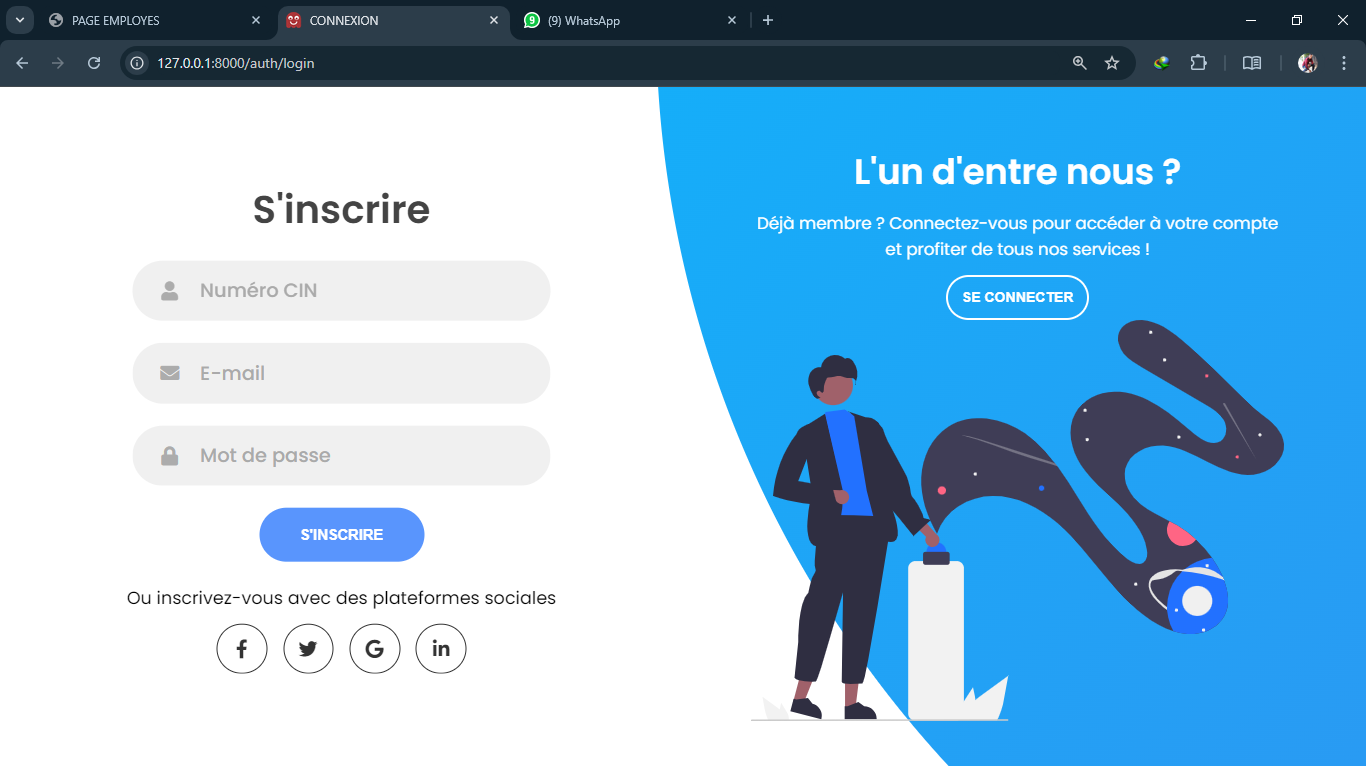 PAGE EMPLOYES
CONNEXION
9
(9) WhatsApp
127.0.0.1:8000/auth/login
S'inscrire
Numéro CIN
E-mail
Mot de passe
S'INSCRIRE
Ou inscrivez-vous avec des plateformes sociales
f
G
in
L'un d'entre nous ?
Déjà membre ? Connectez-vous pour accéder à votre compte
et profiter de tous nos services !
SE CONNECTER